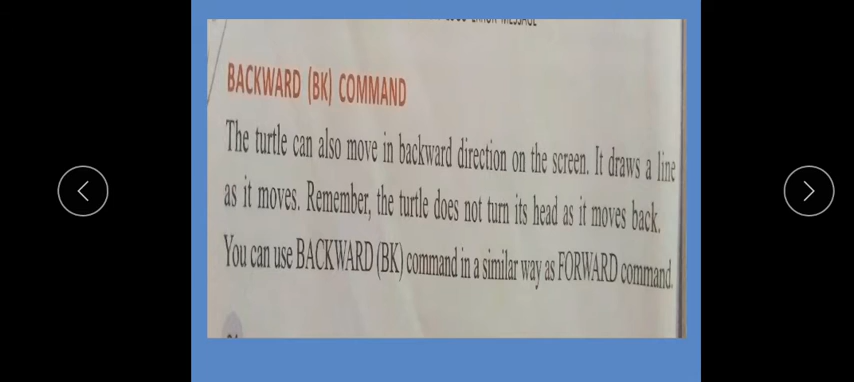 BACKWARD (BK) COMMAND
The turtle can also move in backward direction on the screen. It draws a line
as it moves. Remember, the turtle does not turn its head as it moves back.
You can use BACKWARD (BK) command in a similar way as FORWARD command.